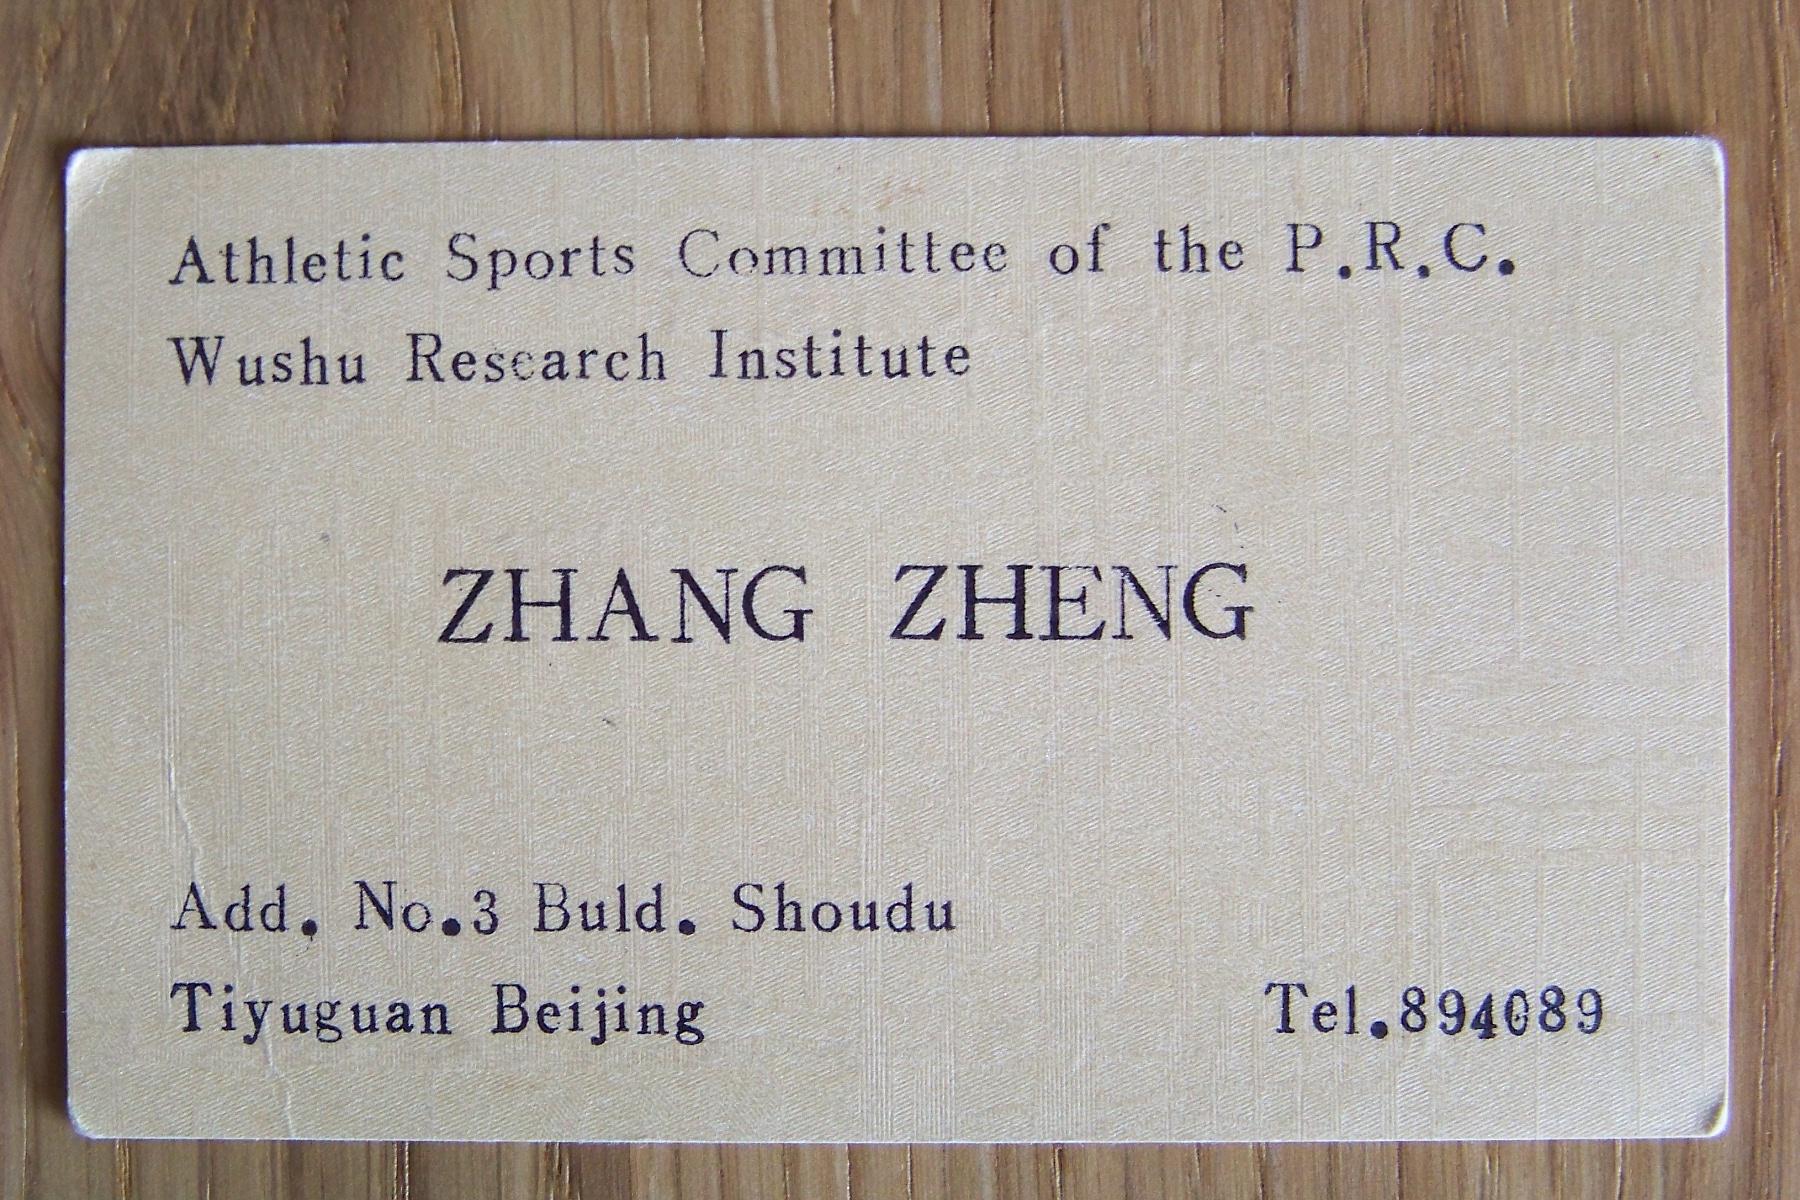 Athletic Sports Committee of the P.R.C.
Wushu Research Institute
ZHANG ZHENG
Add. No.3 Buld. Shoudu
Tiyuguan Beijing
Tel.894089